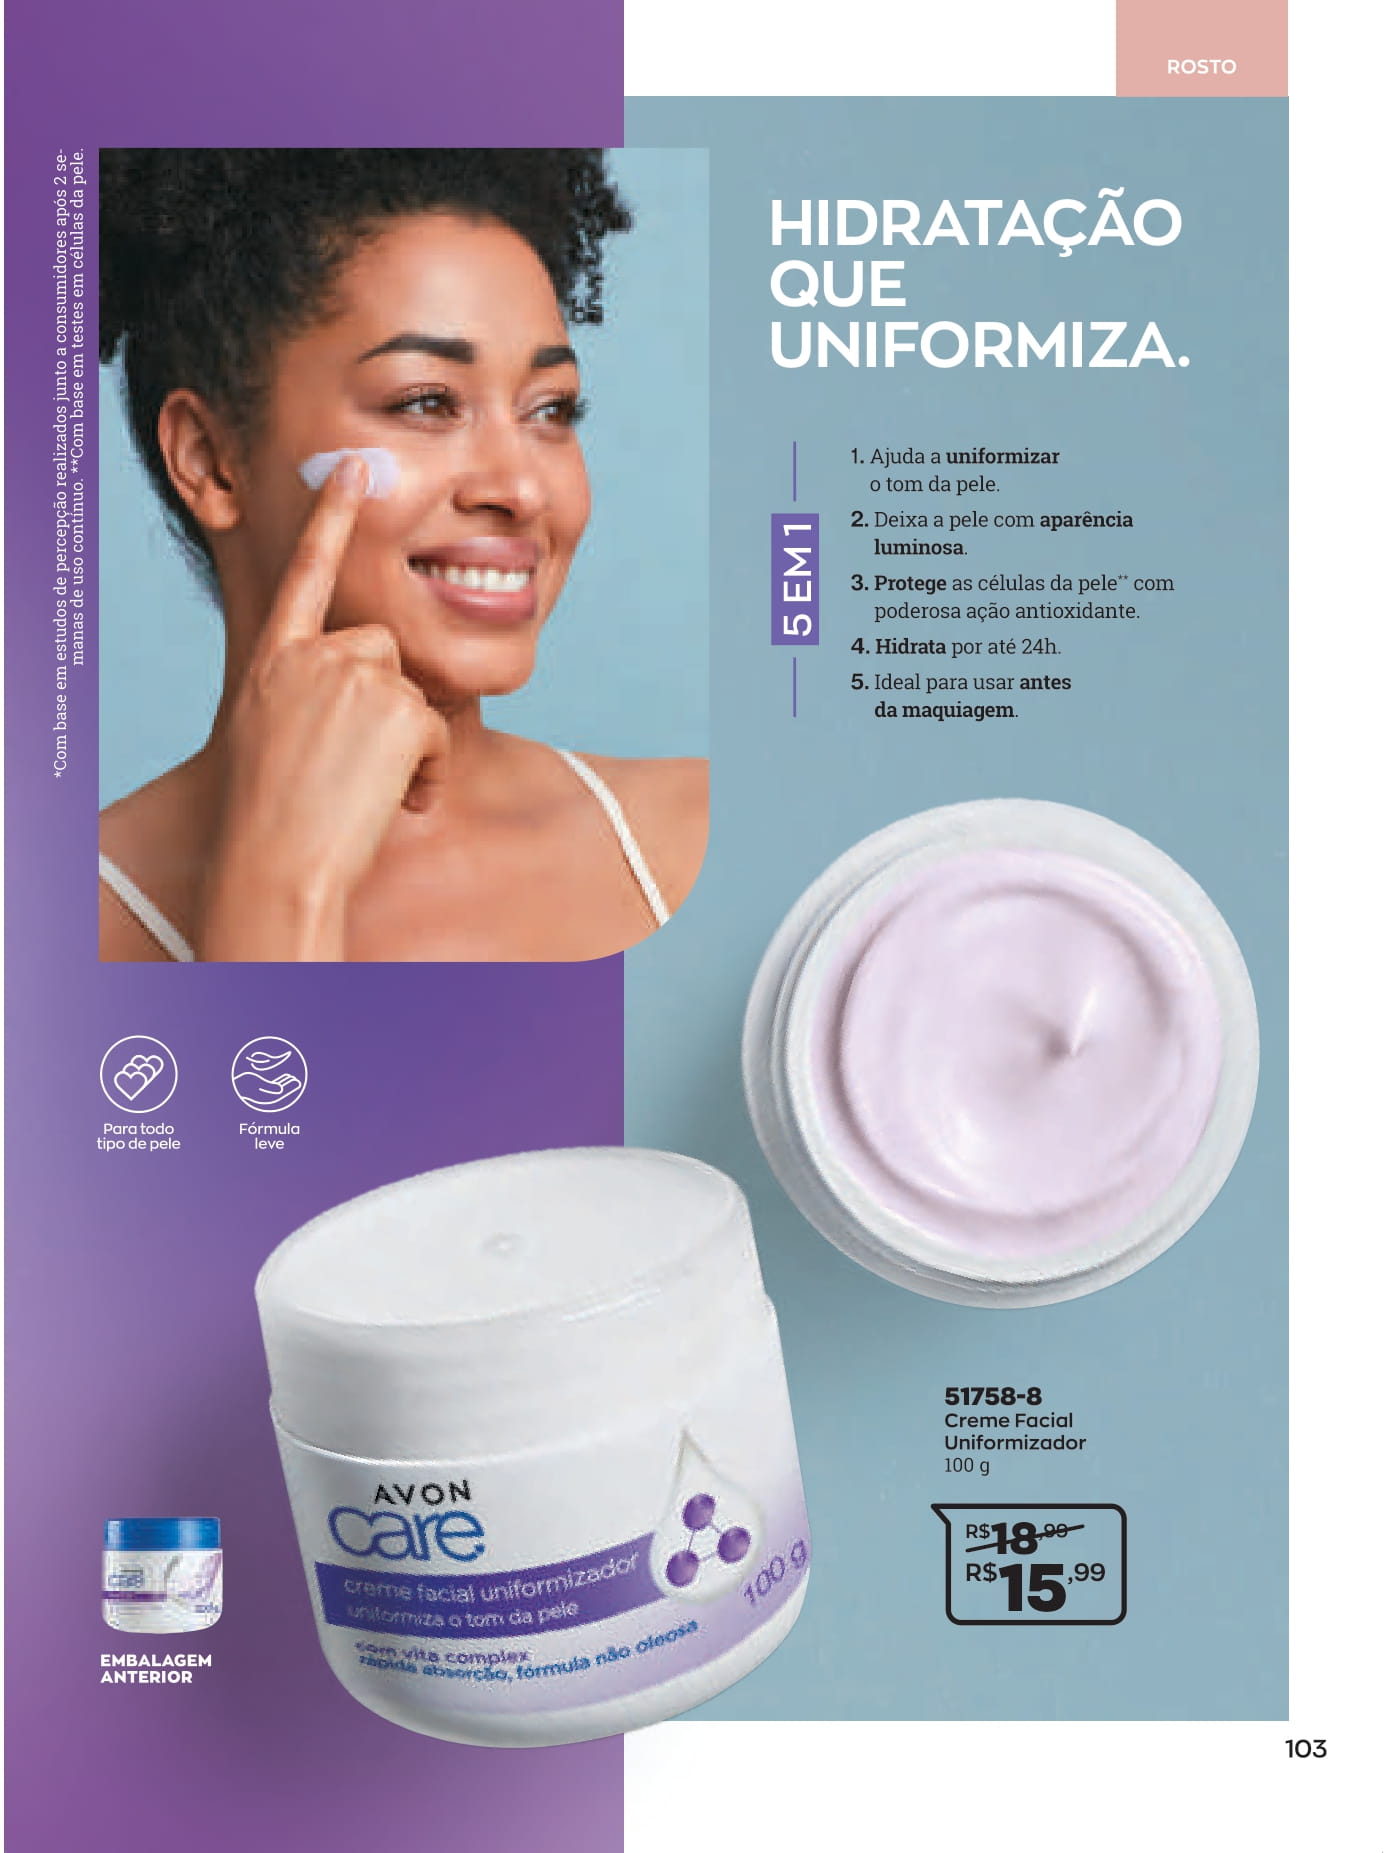 ROSTO
*Com base em estudos de percepção realizados junto a consumidores após 2 se-
manas de uso contínuo. **Com base em testes em células da pele.
HIDRATAÇÃO
QUE
UNIFORMIZA.
5 EM 1
1. Ajuda a uniformizar
o tom da pele.
2. Deixa a pele com aparência
luminosa.
3. Protege as células da pele** com
poderosa ação antioxidante.
4. Hidrata por até 24h.
5. Ideal para usar antes
da maquiagem.
Para todo
tipo de pele
Fórmula
leve
AVON
care
creme facial uniformizador
uniformiza o tom da pele
com vita complex
rápida absorção, fórmula não oleosa
100 g
EMBALAGEM
ANTERIOR
51758-8
Creme Facial
Uniformizador
100 g
R$18,99
R$15,99
103